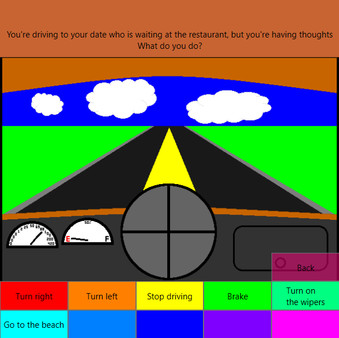 You're driving to your date who is waiting at the restaurant, but you're having thoughts
What do you do?
E F
Back
Turn right
Turn left
Stop driving
Brake
Turn on
the wipers
Go to the beach